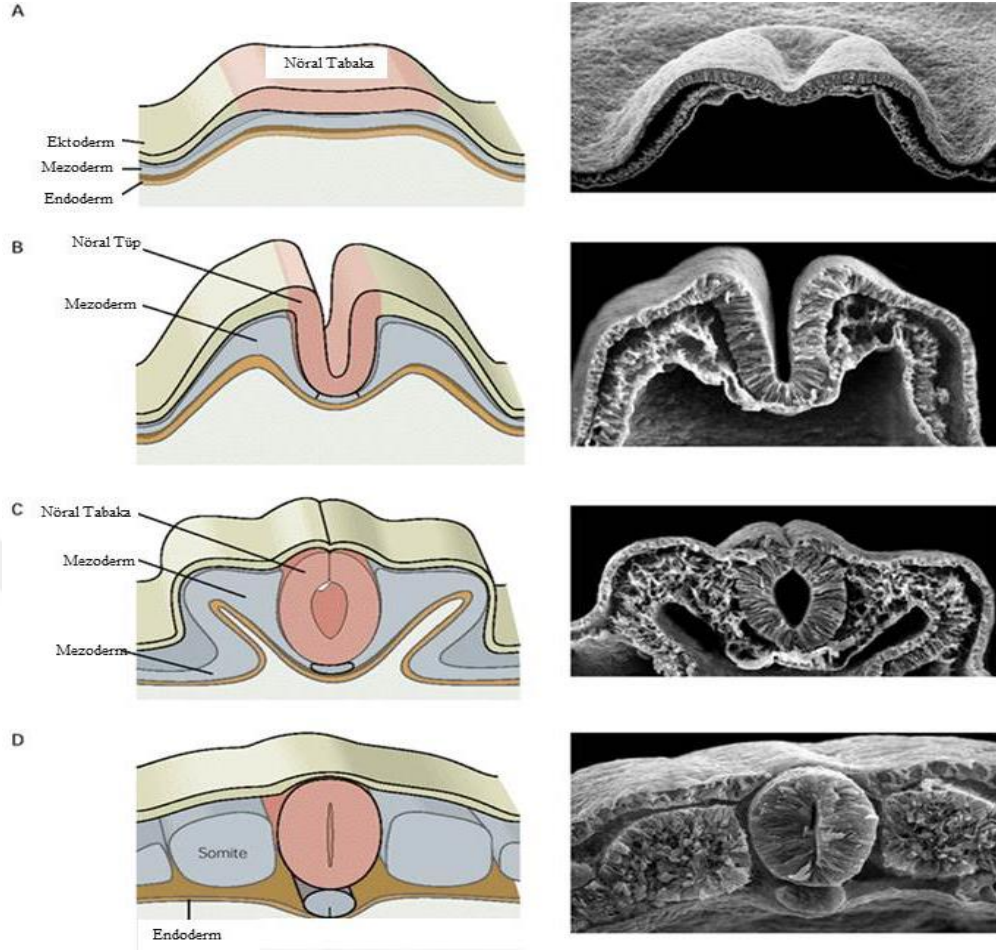 A
Nöral Tabaka
Ektoderm
Mezoderm
Endoderm
B
Nöral Tüp
Mezoderm
C
Nöral Tabaka
Mezoderm
Mezoderm
D
Somite
Endoderm